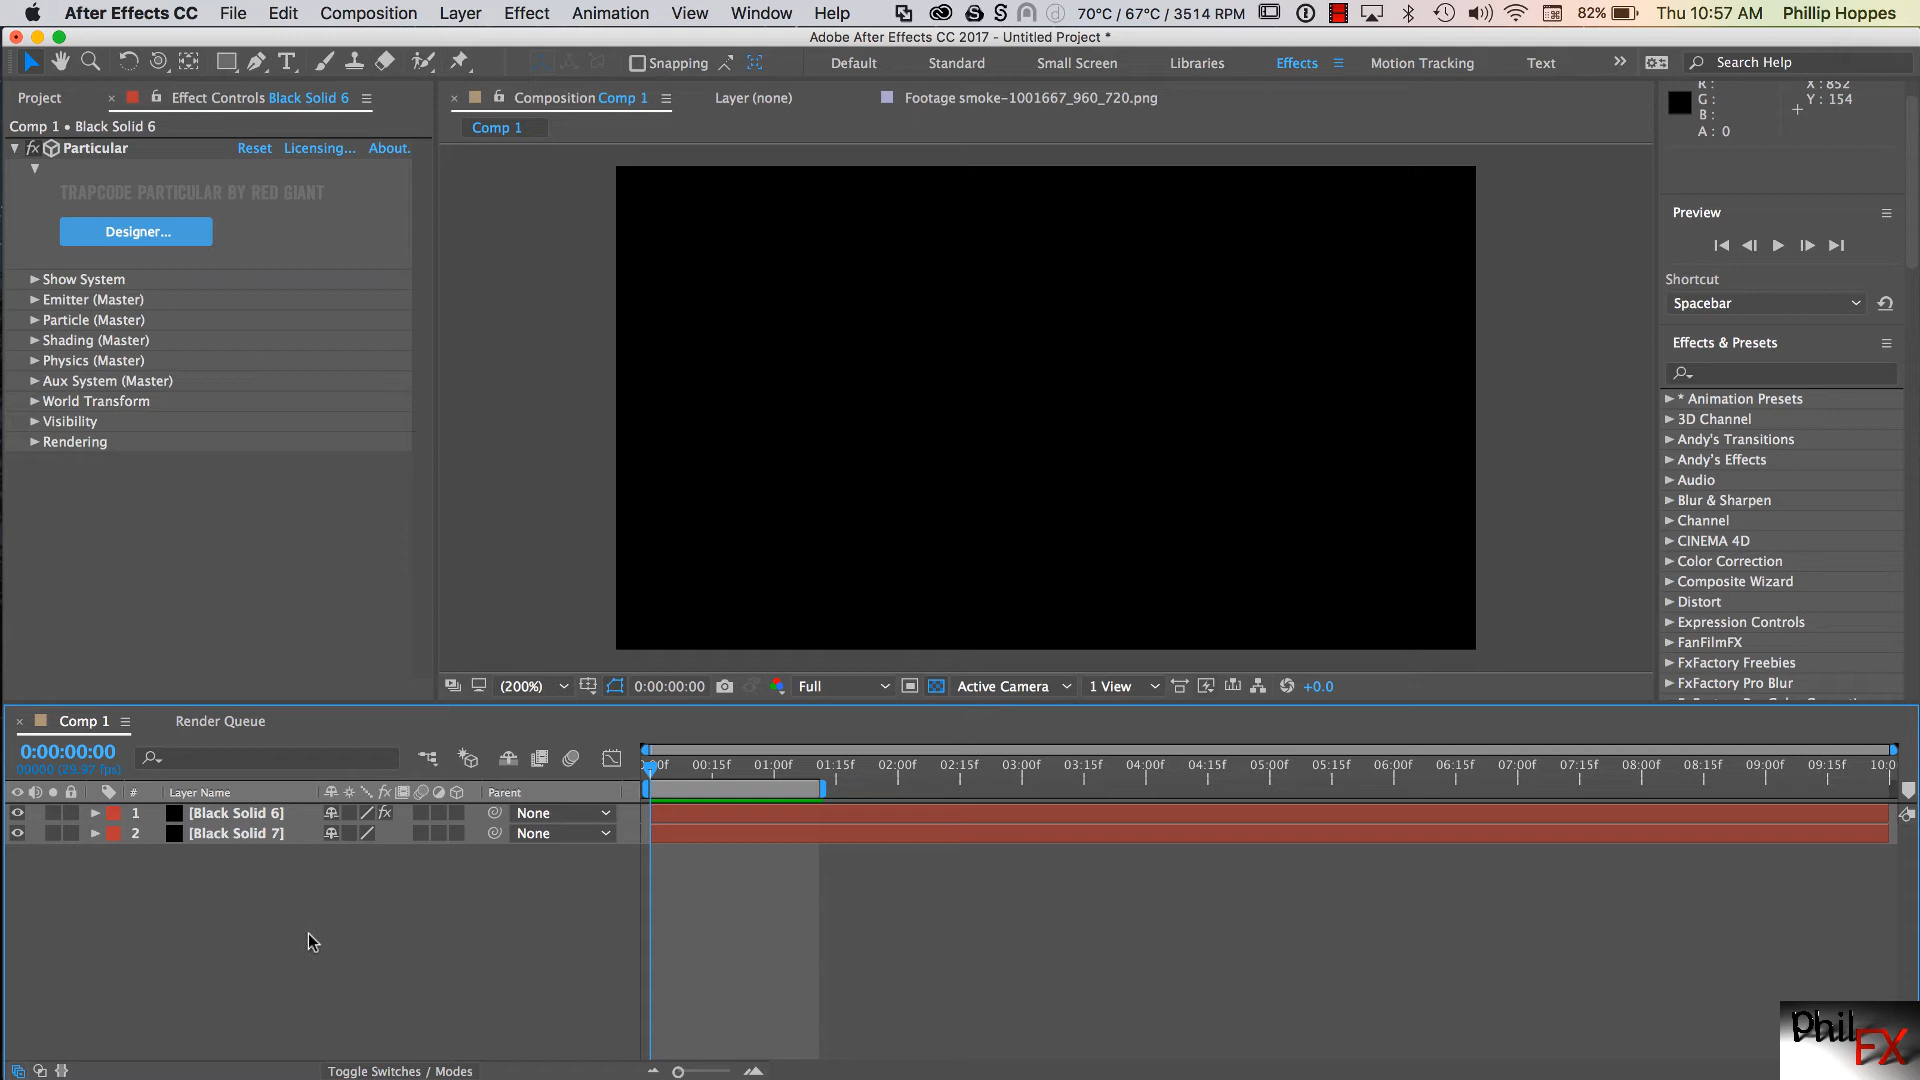 After Effects CC File Edit Composition Layer Effect Animation View Window Help 70°C / 67°C / 3514 RPM 82% Thu 10:57 AM Phillip Hoppes
Adobe After Effects CC 2017 - Untitled Project *
Snapping Default Standard Small Screen Libraries Effects Motion Tracking Text Search Help
Project Effect Controls Black Solid 6 Composition Comp 1 Layer (none) Footage smoke-1001667_960_720.png
Comp 1 • Black Solid 6
Comp 1
R: X: 852
G: Y: 154
B:
A: 0
fx Particular Reset Licensing... About.
TRAPCODE PARTICULAR BY RED GIANT
Designer...
Show System
Emitter (Master)
Particle (Master)
Shading (Master)
Physics (Master)
Aux System (Master)
World Transform
Visibility
Rendering
Preview
Shortcut
Spacebar
Effects & Presets
* Animation Presets
3D Channel
Andy's Transitions
Andy's Effects
Audio
Blur & Sharpen
Channel
CINEMA 4D
Color Correction
Composite Wizard
Distort
Expression Controls
FanFilmFX
FxFactory Freebies
FxFactory Pro Blur
(200%) 0:00:00:00 Full Active Camera 1 View +0.0
Comp 1 Render Queue
0:00:00:00
00000 (29.97 fps)
00:15f 01:00f 01:15f 02:00f 02:15f 03:00f 03:15f 04:00f 04:15f 05:00f 05:15f 06:00f 06:15f 07:00f 07:15f 08:00f 08:15f 09:00f 09:15f 10:0
# Layer Name fx Parent
1 [Black Solid 6] fx None
2 [Black Solid 7] None
Toggle Switches / Modes
Phil
FX